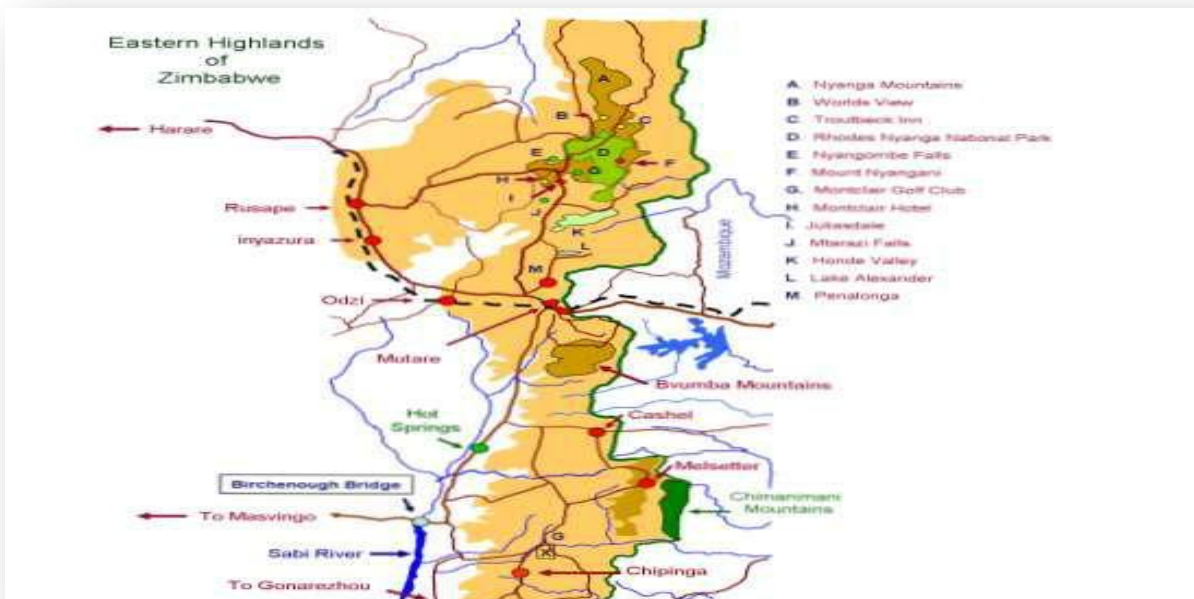 Eastern Highlands
of
Zimbabwe
Harare
Rusape
inyazura
Odzi
Mutare
Hot
Springs
Birchenough Bridge
To Masvingo
Sabi River
To Gonarezhou
A
B
C
D
E
F
G
H
I
J
K
L
M
Mozambique
Bvumba Mountains
Cashel
Melsetter
Chimanimani
Mountains
G
X
Chipinga
A Nyanga Mountains
B Worlds View
C Troutbeck Inn
D Rhodes Nyanga National Park
E Nyangombe Falls
F Mount Nyangani
G. Montclair Golf Club
H Montclair Hotel
I. Juliasdale
J. Mtarazi Falls
K Honde Valley
L Lake Alexander
M Penalonga